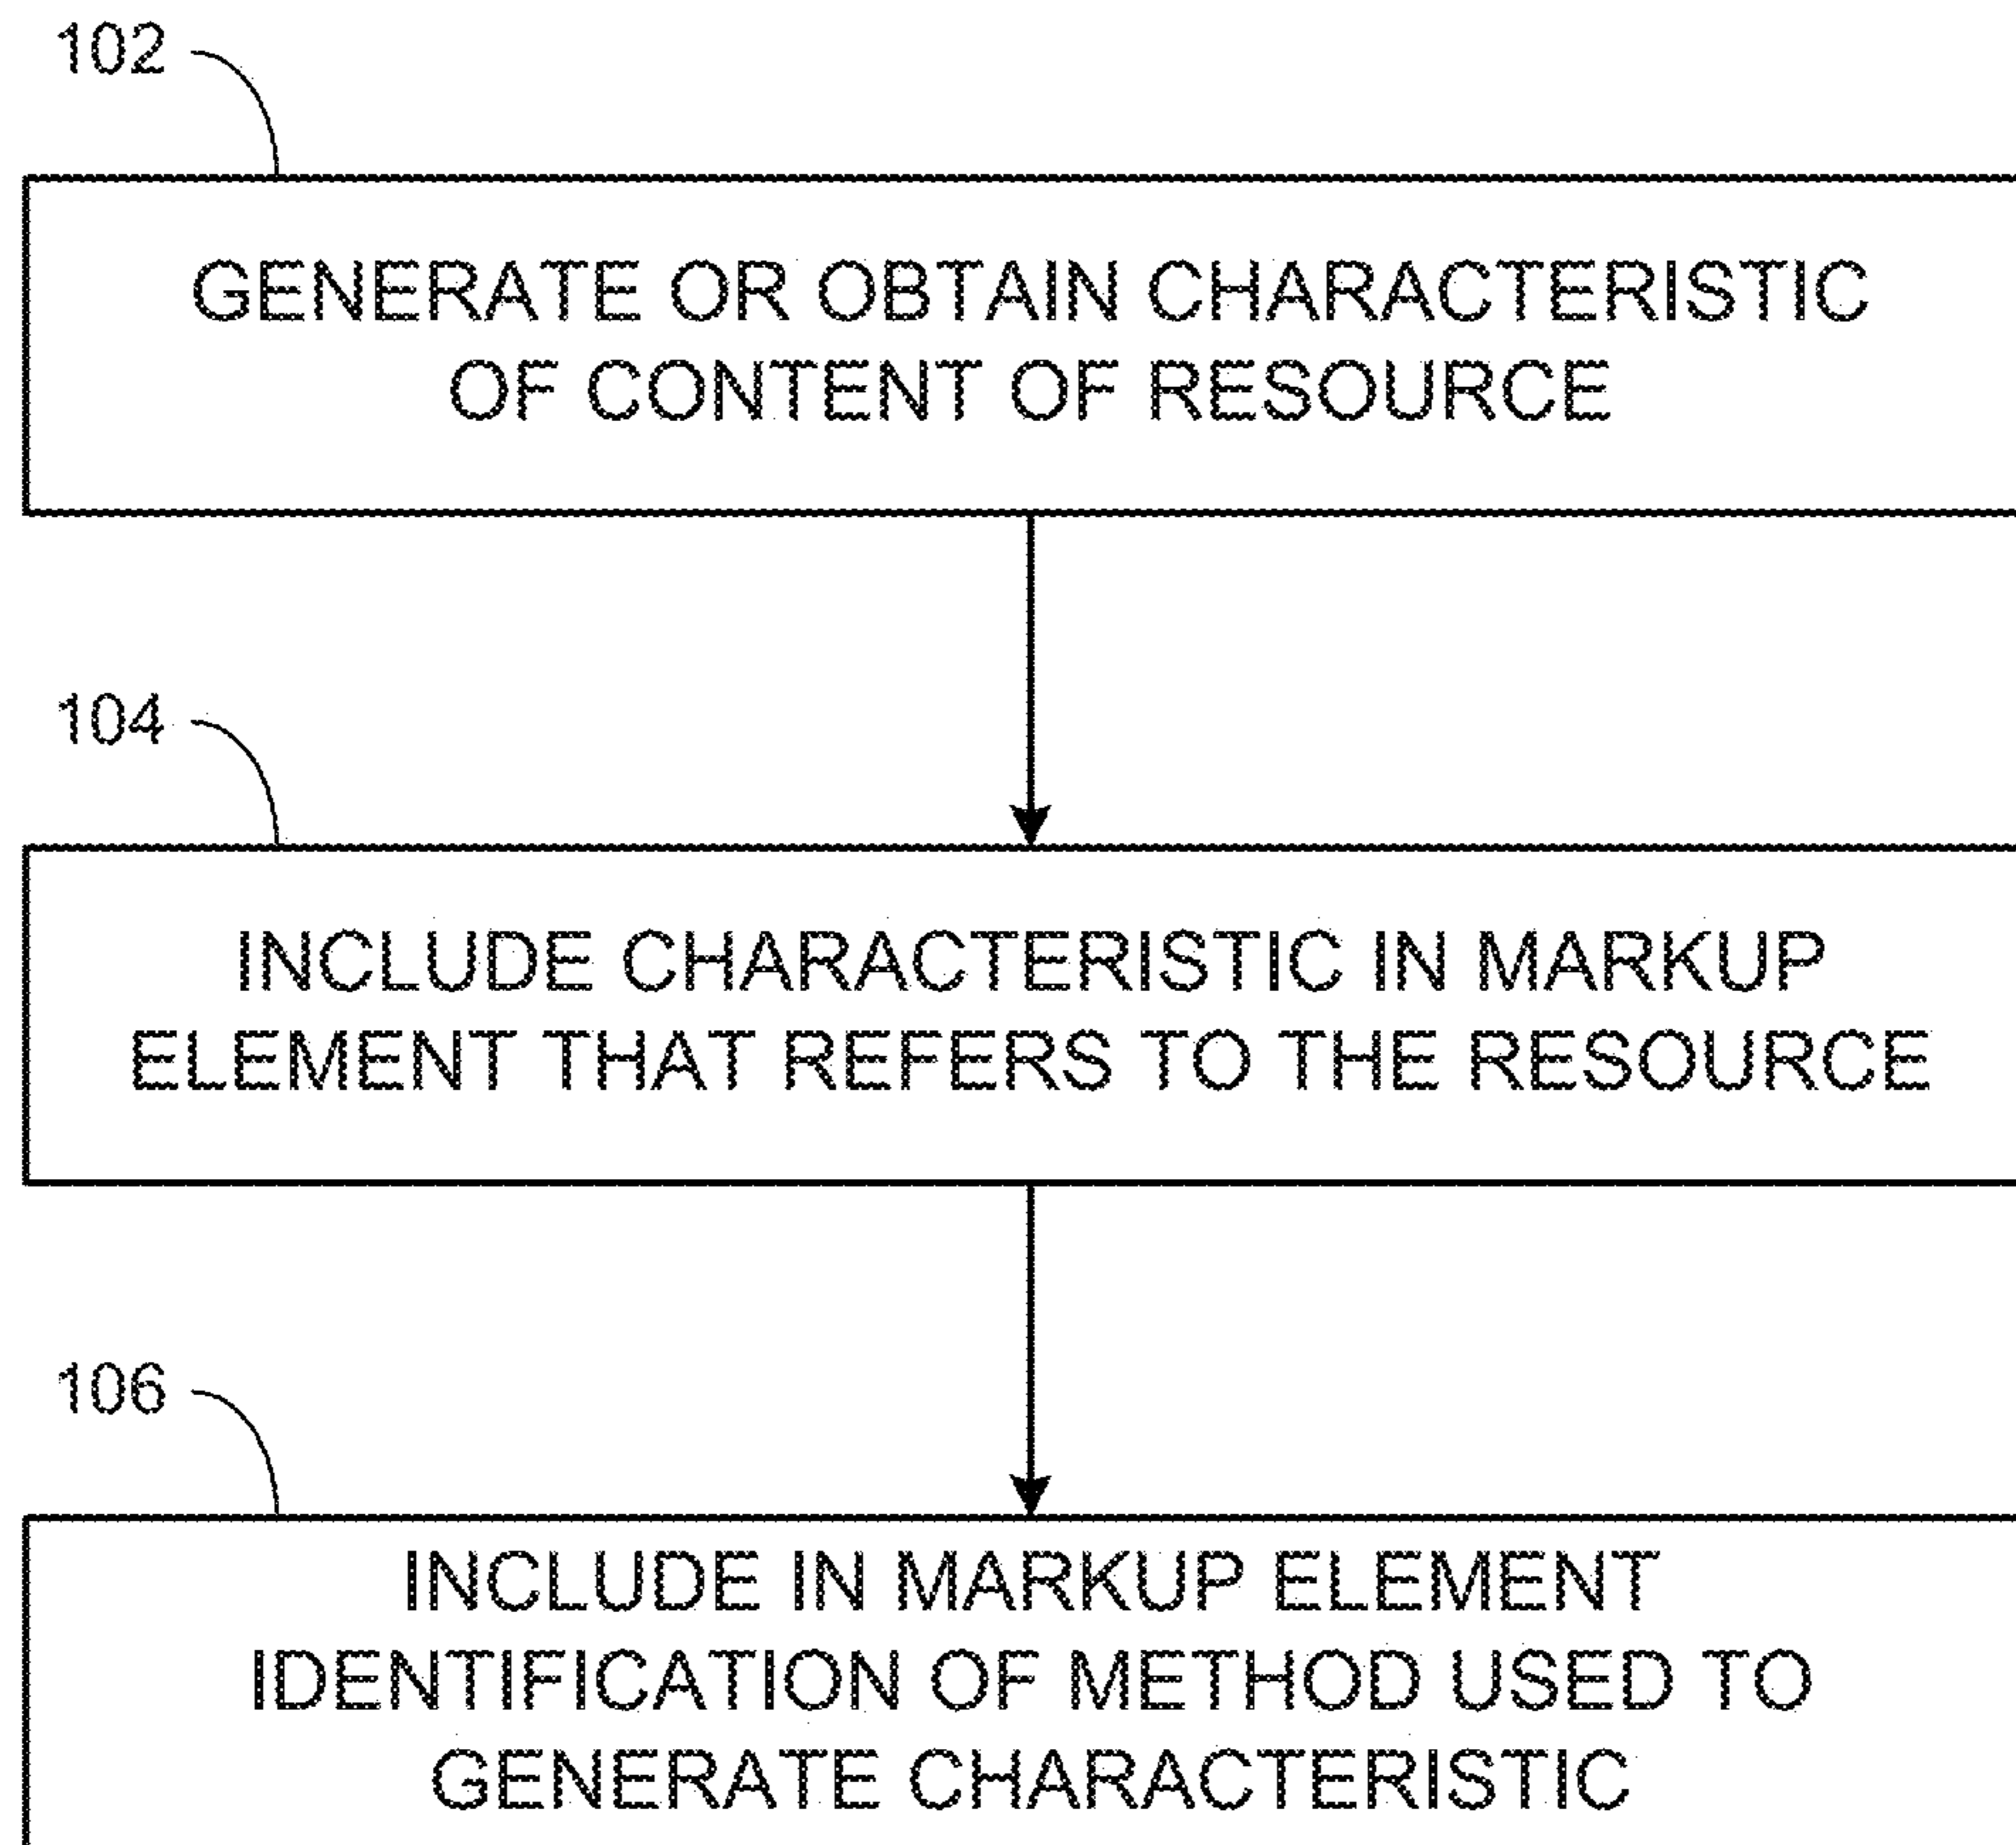 102
GENERATE OR OBTAIN CHARACTERISTIC
OF CONTENT OF RESOURCE
104
INCLUDE CHARACTERISTIC IN MARKUP
ELEMENT THAT REFERS TO THE RESOURCE
106
INCLUDE IN MARKUP ELEMENT
IDENTIFICATION OF METHOD USED TO
GENERATE CHARACTERISTIC